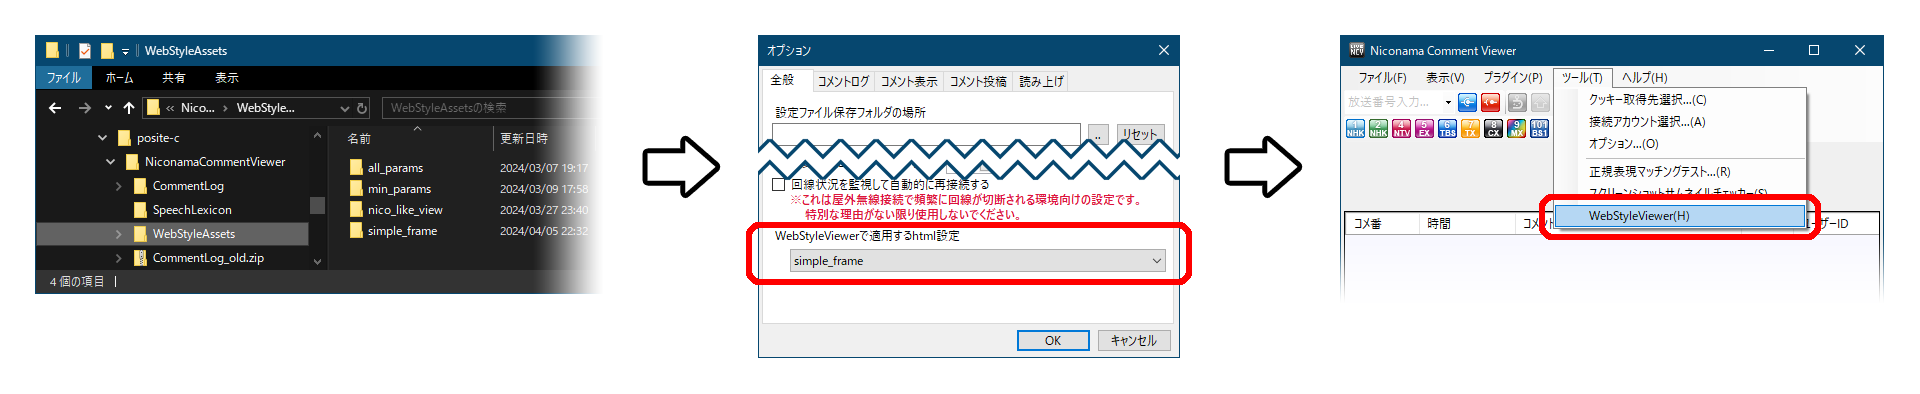 WebStyleAssets
ファイル ホーム 共有 表示
« Nico... › WebStyle...
WebStyleAssetsの検索
posite-c
NiconamaCommentViewer
CommentLog
SpeechLexicon
WebStyleAssets
CommentLog_old.zip
名前 更新日時
all_params 2024/03/07 19:17
min_params 2024/03/09 17:58
nico_like_view 2024/03/27 23:40
simple_frame 2024/04/05 22:32
4 個の項目
オプション
全般 コメントログ コメント表示 コメント投稿 読み上げ
設定ファイル保存フォルダの場所
.. リセット
回線状況を監視して自動的に再接続する
※これは屋外無線接続で頻繁に回線が切断される環境向けの設定です。
特別な理由がない限り使用しないでください。
WebStyleViewerで適用するhtml設定
simple_frame
OK キャンセル
LIVE NCV
Niconama Comment Viewer
ファイル(F) 表示(V) プラグイン(P) ツール(T) ヘルプ(H)
放送番号入力...
1 NHK 2 NHK 4 NTV 5 EX 6 TBS 7 TX 8 CX 9 MX 101 BS1
クッキー取得先選択...(C)
接続アカウント選択...(A)
オプション...(O)
正規表現マッチングテスト...(R)
スクリーンショットサムネイルチェッカー(S)
WebStyleViewer(H)
コメ番 時間 コメント ユーザーID